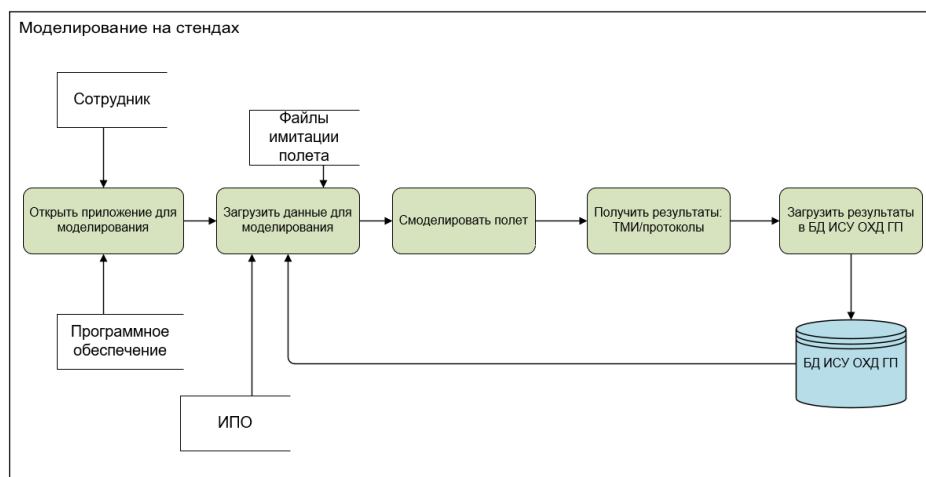 Моделирование на стендах
Сотрудник
Файлы
имитации
полета
Открыть приложение для
моделирования
Загрузить данные для
моделирования
Смоделировать полет
Получить результаты:
ТМИ/протоколы
Загрузить результаты
в БД ИСУ ОХД ГП
Программное
обеспечение
БД ИСУ ОХД ГП
ИПО